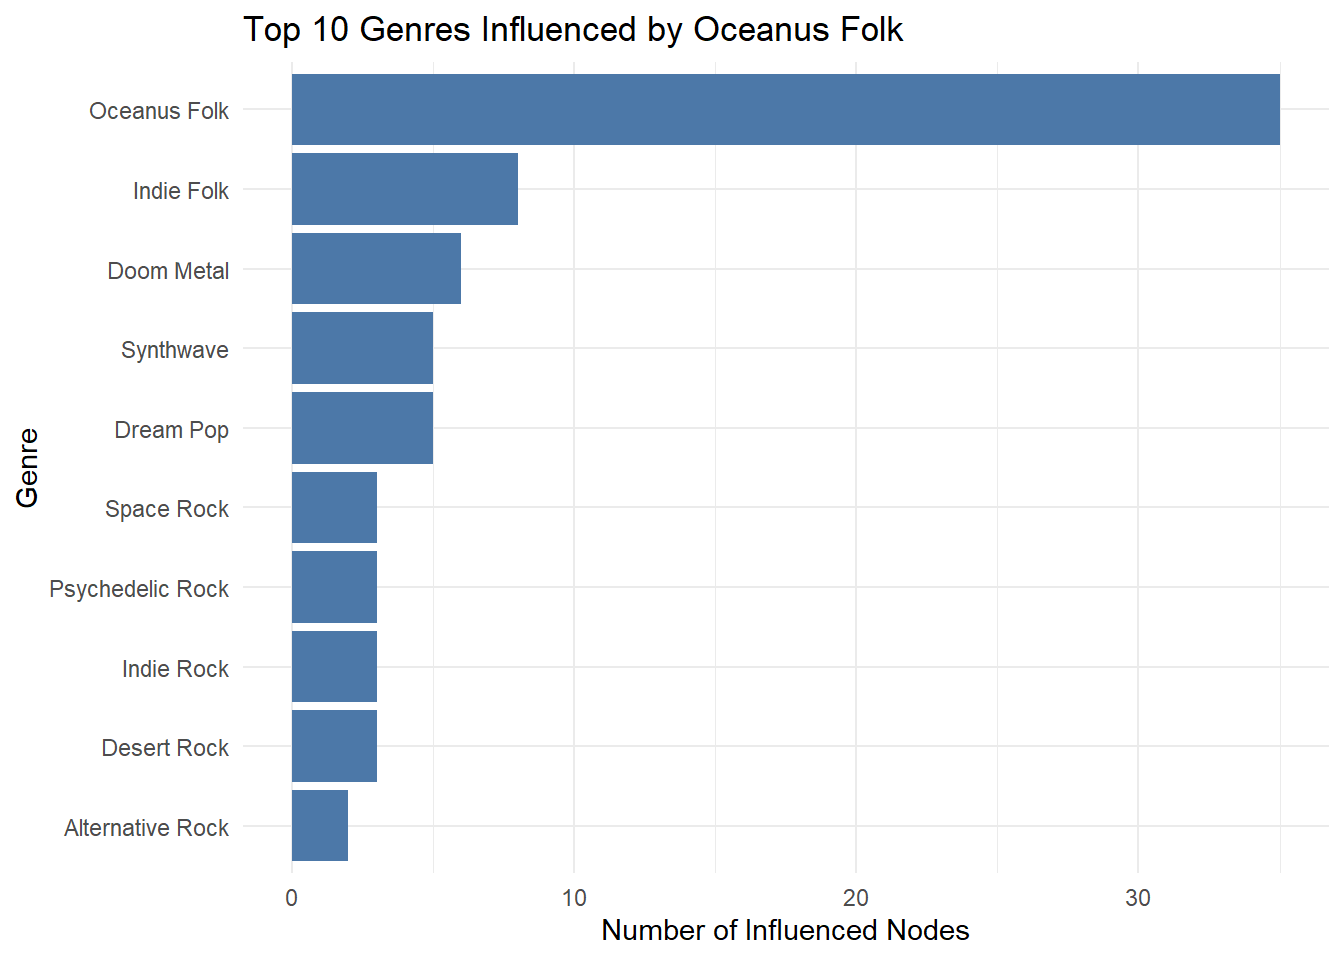 Top 10 Genres Influenced by Oceanus Folk
Oceanus Folk
Indie Folk
Doom Metal
Synthwave
Dream Pop
Space Rock
Psychedelic Rock
Indie Rock
Desert Rock
Alternative Rock
Genre
0 10 20 30
Number of Influenced Nodes